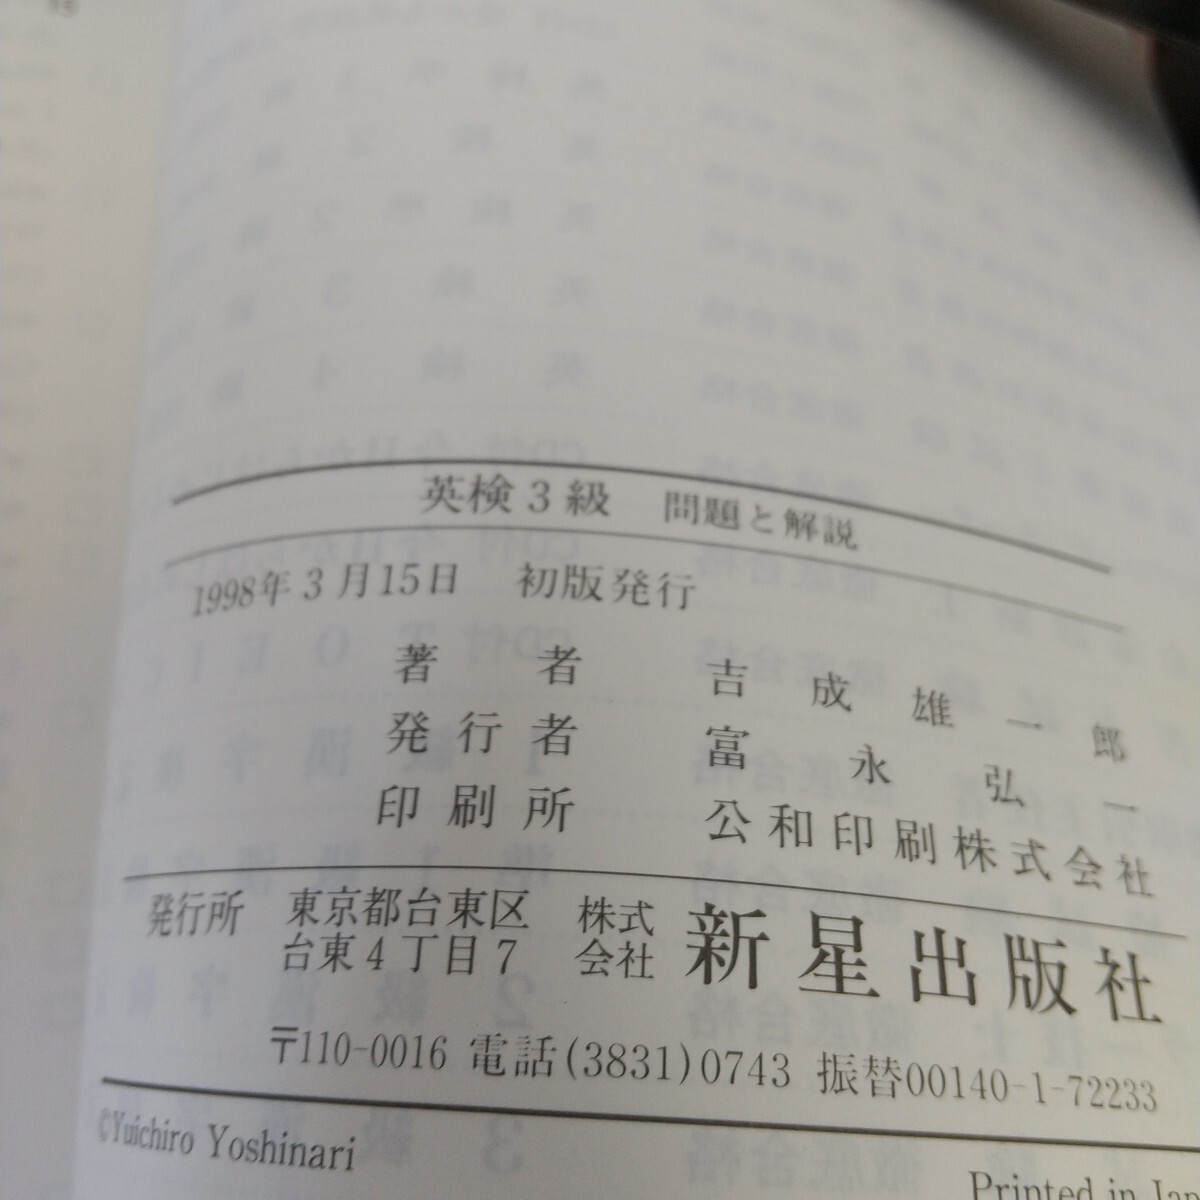 英検3級 問題と解説
1998年3月15日 初版発行
著者 吉成雄一郎
発行者 富永弘一
印刷所 公和印刷株式会社
発行所 東京都台東区台東4丁目7 株式会社 新星出版社
〒110-0016 電話(3831)0743 振替00140-1-72233
©Yuichiro Yoshinari
Printed in